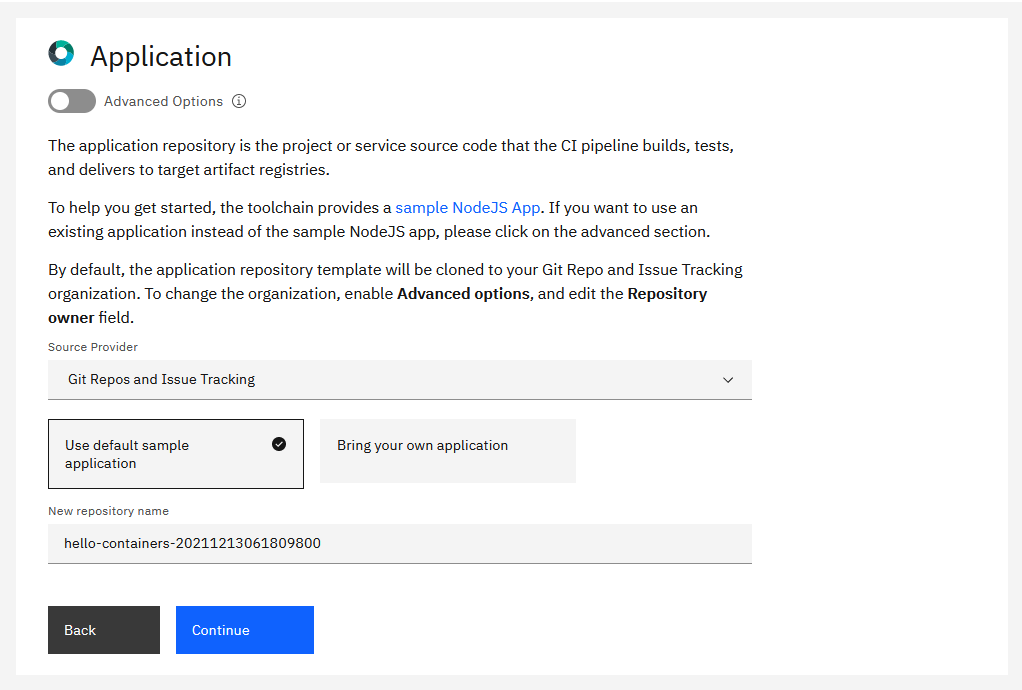 Application
Advanced Options
The application repository is the project or service source code that the CI pipeline builds, tests,
and delivers to target artifact registries.
To help you get started, the toolchain provides a sample NodeJS App. If you want to use an
existing application instead of the sample NodeJS app, please click on the advanced section.
By default, the application repository template will be cloned to your Git Repo and Issue Tracking
organization. To change the organization, enable Advanced options, and edit the Repository
owner field.
Source Provider
Git Repos and Issue Tracking
Use default sample
application
Bring your own application
New repository name
hello-containers-20211213061809800
Back
Continue